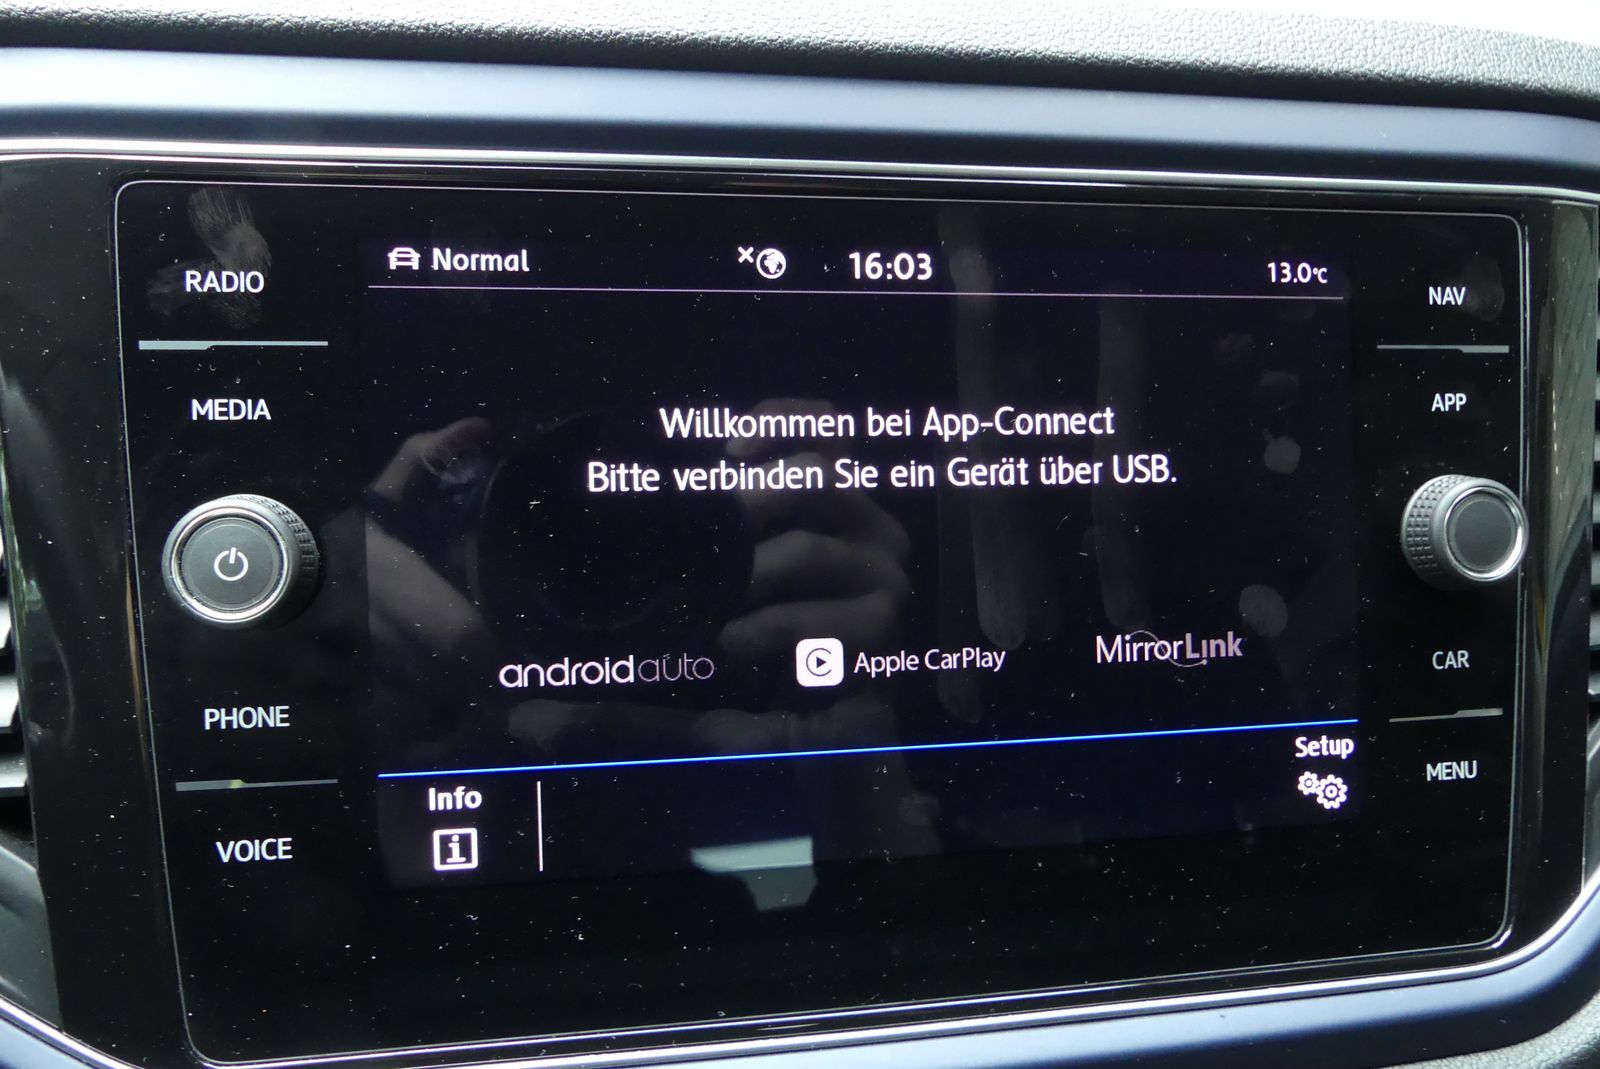 RADIO
MEDIA
PHONE
VOICE
Normal
16:03
13.0°C
Willkommen bei App-Connect
Bitte verbinden Sie ein Gerät über USB.
androidauto
Apple CarPlay
MirrorLink
Info
Setup
NAV
APP
CAR
MENU